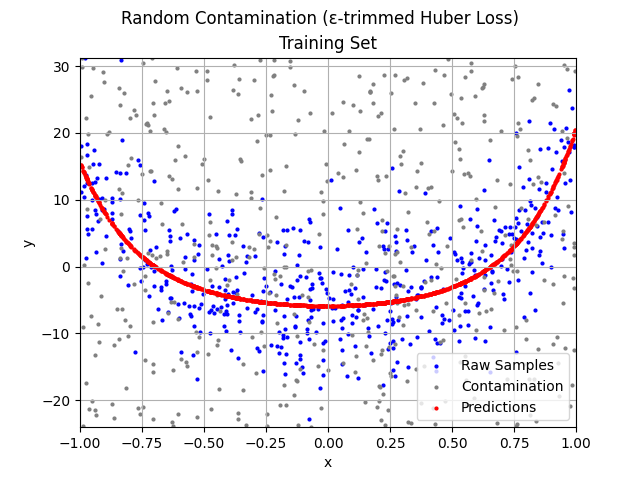 Random Contamination (ε-trimmed Huber Loss)
Training Set
30
20
10
0
−10
−20
y
−1.00 −0.75 −0.50 −0.25 0.00 0.25 0.50 0.75 1.00
x
Raw Samples
Contamination
Predictions